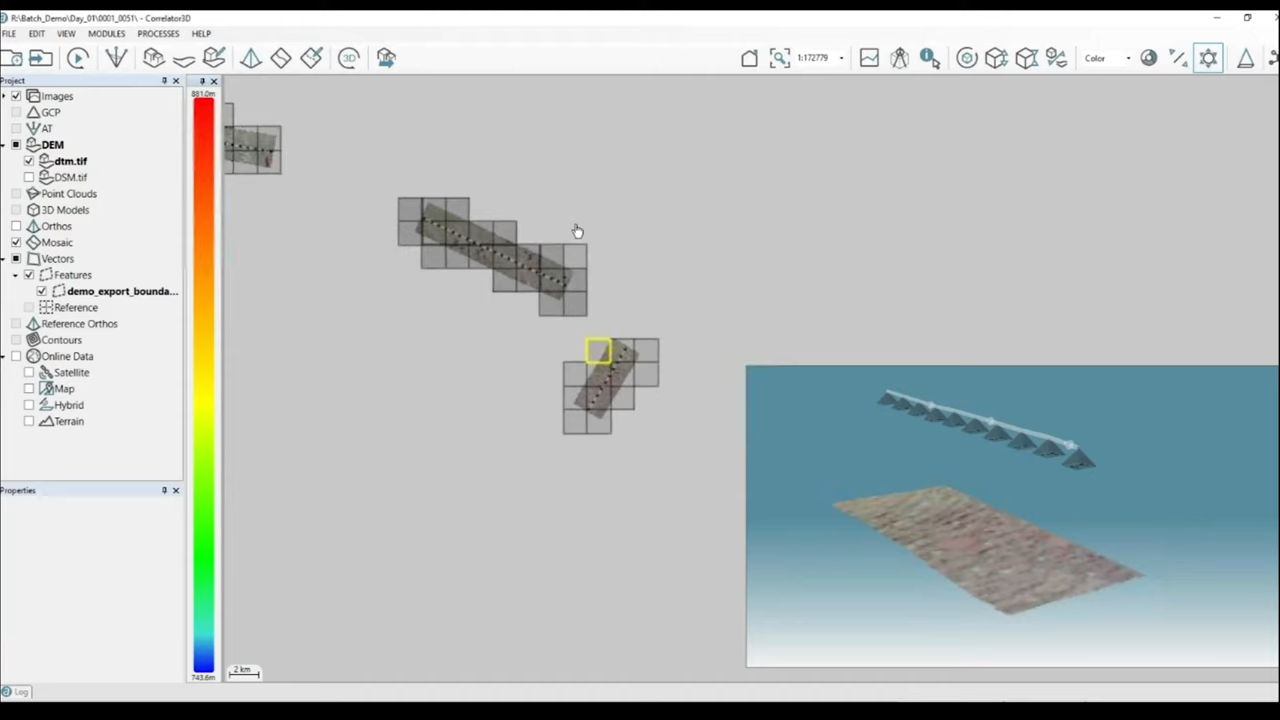 R:\Batch_Demo\Day_01\0001_0051\ - Correlator3D
FILE EDIT VIEW MODULES PROCESSES HELP
3D 1:172779 Color
Project
881.0m
Images
GCP
AT
DEM
dtm.tif
DSM.tif
Point Clouds
3D Models
Orthos
Mosaic
Vectors
Features
demo_export_bounda...
Reference
Reference Orthos
Contours
Online Data
Satellite
Map
Hybrid
Terrain
Properties
743.6m
2 km
Log